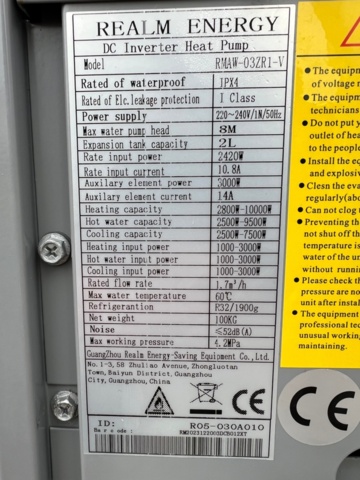 REALM ENERGY
DC Inverter Heat Pump
Model RMAW-03ZR1-V
Rated of waterproof IPX4
Rated of Elc.leakage protection I Class
Power supply 220~240V/1N/50Hz
Max water pump head 8M
Expansion tank capacity 2L
Rate input power 2420W
Rate input current 10.8A
Auxilary element power 3000W
Auxilary element current 14A
Heating capacity 2800W-10000W
Hot water capacity 2500W-9500W
Cooling capacity 2500W-7500W
Heating input power 1000-3000W
Hot water input power 1000-3000W
Cooling input power 1000-3000W
Rated flow rate 1.7m³/h
Max water temperature 60℃
Refrigerantion R32/1900g
Net weight 100KG
Noise ≤52dB(A)
Max working pressure 4.2MPa
GuangZhou Realm Energy-Saving Equipment Co., Ltd.
No.1-3,58 Zhuliao Avenue, Zhongluotan
Town, Baiyun District, Guangzhou
City, Guangzhou, China
CE
ID: R05-030A010
Bar code:
● The equipm
of voltage r
● The equipm
technicians
● Do not put y
outlet of hea
to the people
● Install the eq
and explosiv
● Clesn the eva
regularly(abo
● Can not clog u
● Preventing th
not shut off th
temperature is
water of the un
without runnin
● Please check th
pressure are no
unit after install
● The equipment
professional tec
unusual working
maintaining.
CE